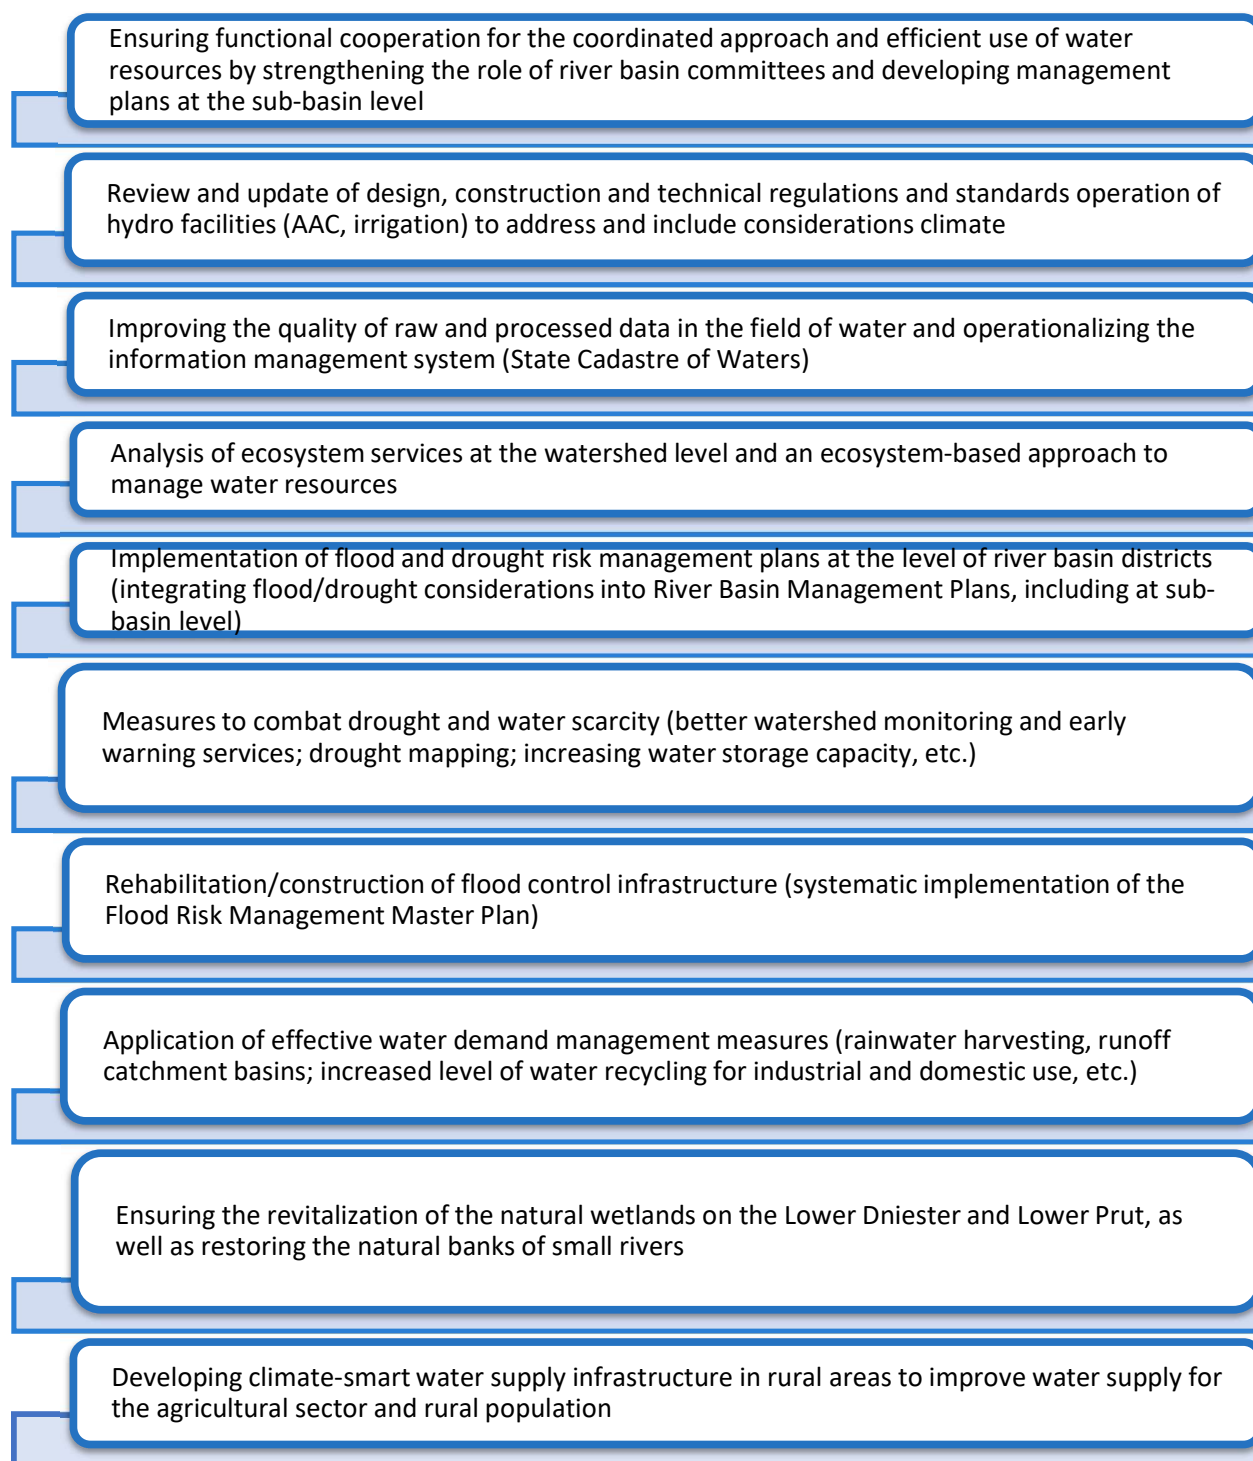 Ensuring functional cooperation for the coordinated approach and efficient use of water
resources by strengthening the role of river basin committees and developing management
plans at the sub-basin level
Review and update of design, construction and technical regulations and standards operation of
hydro facilities (AAC, irrigation) to address and include considerations climate
Improving the quality of raw and processed data in the field of water and operationalizing the
information management system (State Cadastre of Waters)
Analysis of ecosystem services at the watershed level and an ecosystem-based approach to
manage water resources
Implementation of flood and drought risk management plans at the level of river basin districts
(integrating flood/drought considerations into River Basin Management Plans, including at sub-
basin level)
Measures to combat drought and water scarcity (better watershed monitoring and early
warning services; drought mapping; increasing water storage capacity, etc.)
Rehabilitation/construction of flood control infrastructure (systematic implementation of the
Flood Risk Management Master Plan)
Application of effective water demand management measures (rainwater harvesting, runoff
catchment basins; increased level of water recycling for industrial and domestic use, etc.)
Ensuring the revitalization of the natural wetlands on the Lower Dniester and Lower Prut, as
well as restoring the natural banks of small rivers
Developing climate-smart water supply infrastructure in rural areas to improve water supply for
the agricultural sector and rural population